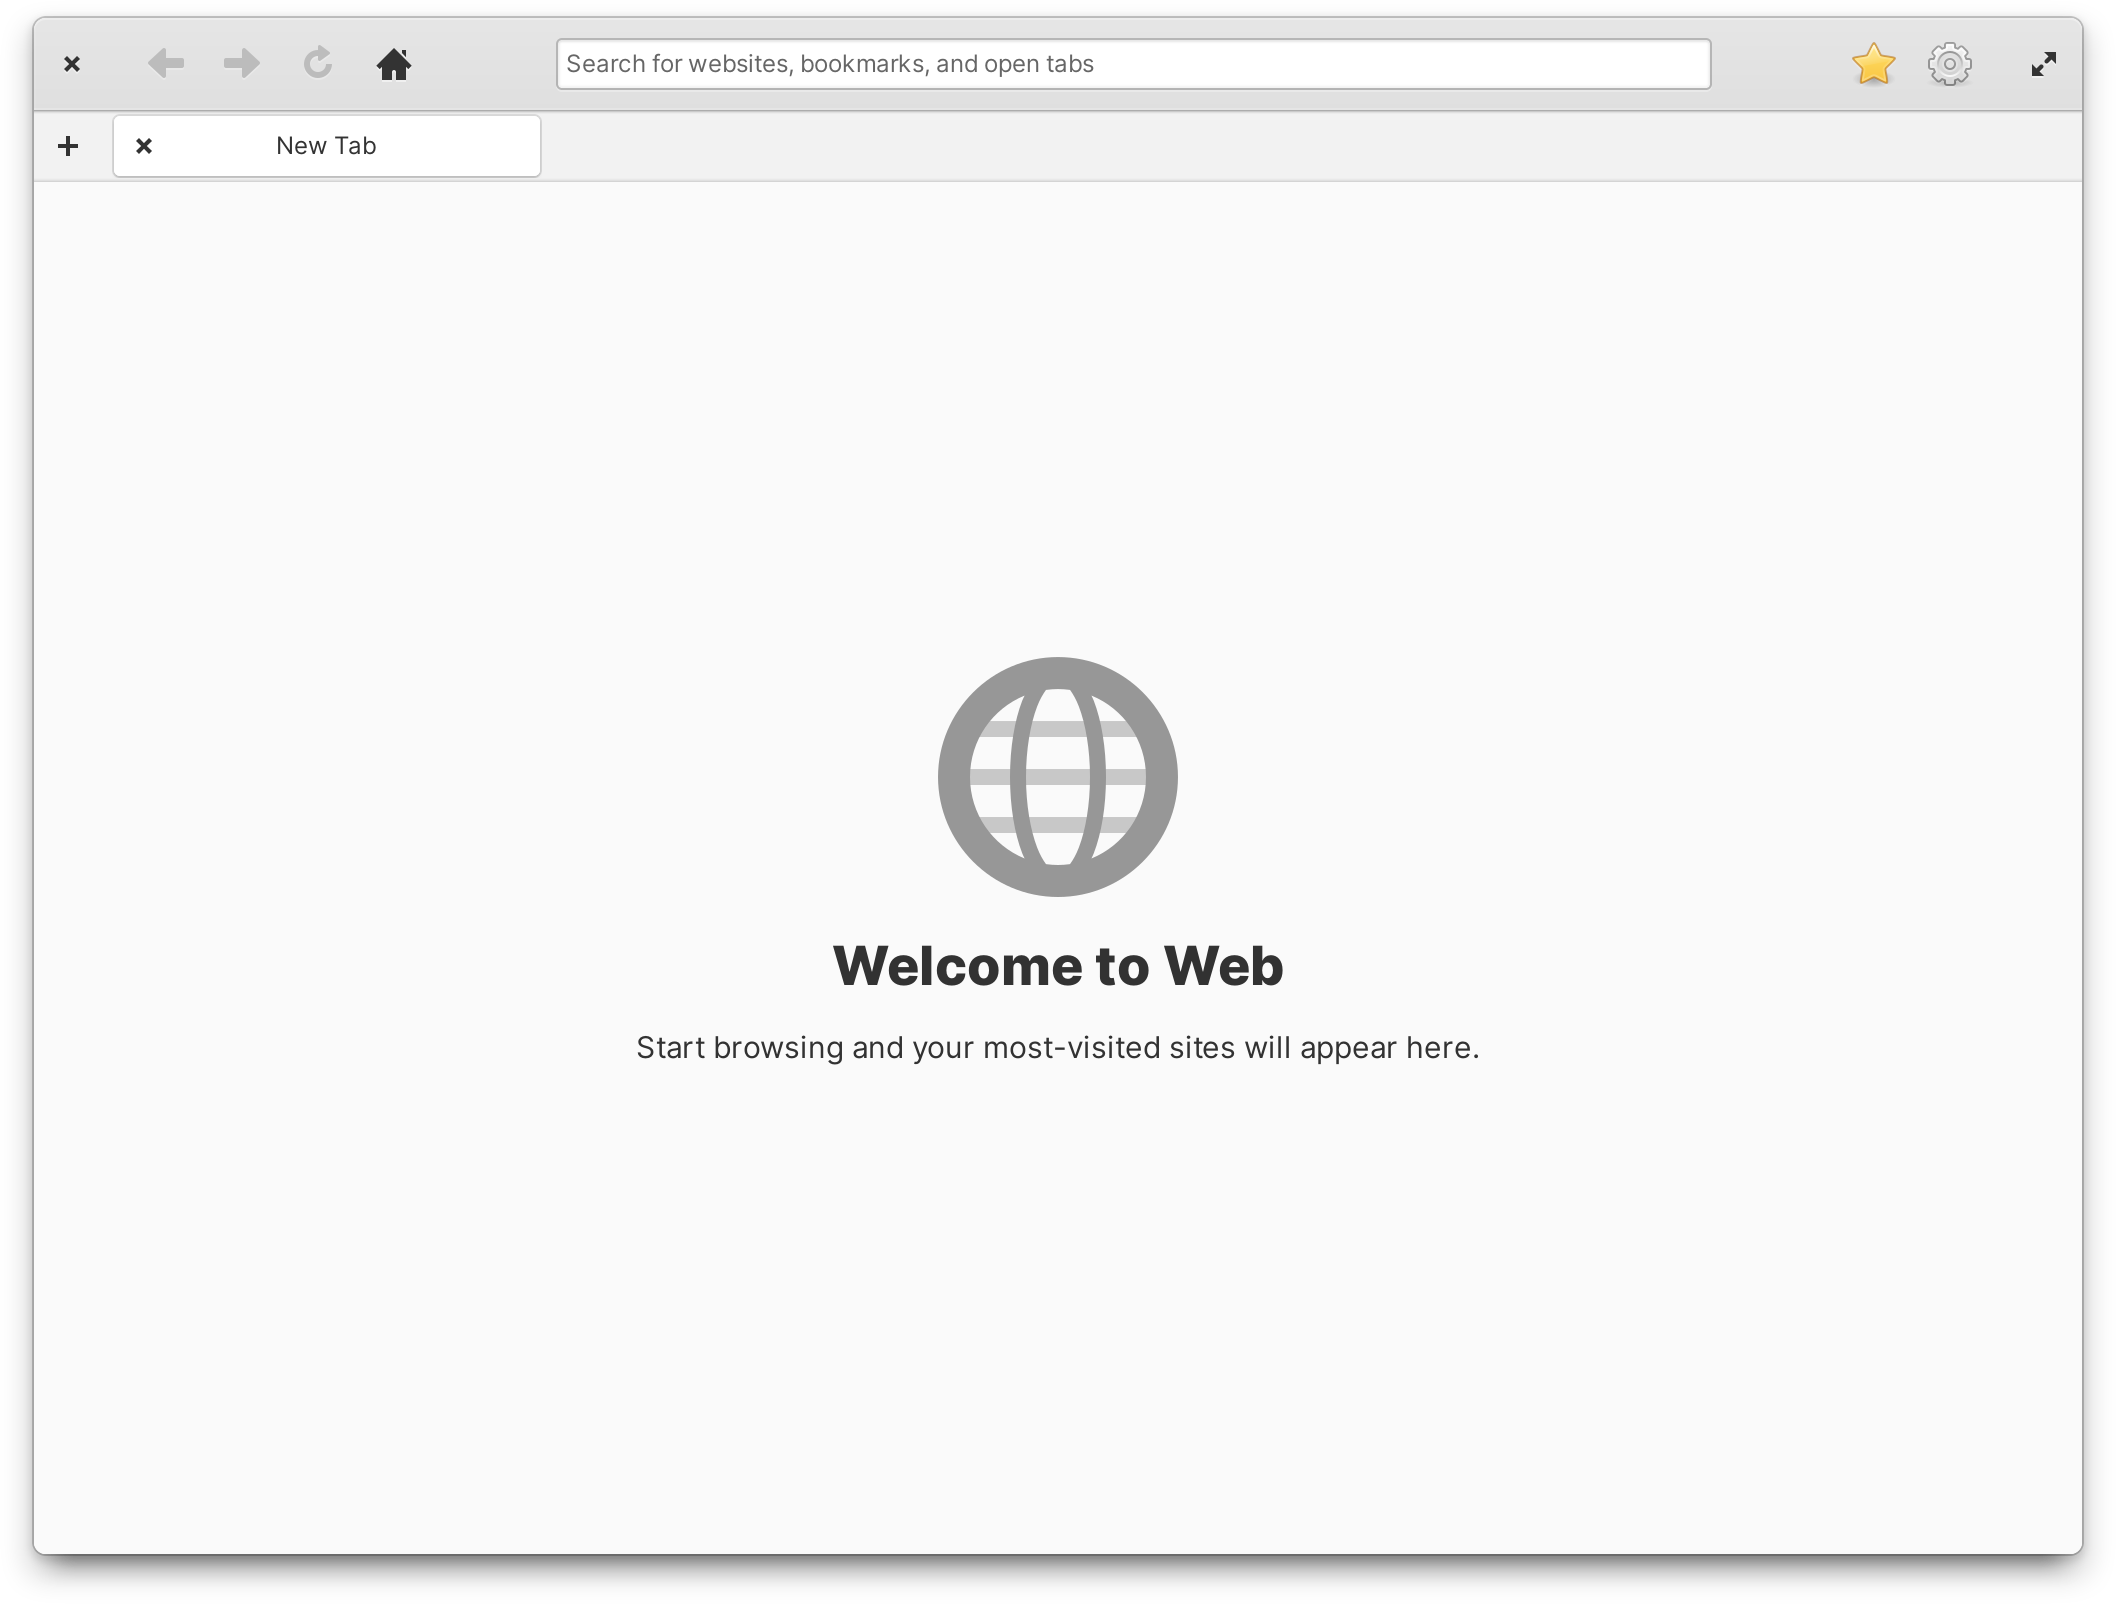 Search for websites, bookmarks, and open tabs
New Tab
Welcome to Web
Start browsing and your most-visited sites will appear here.